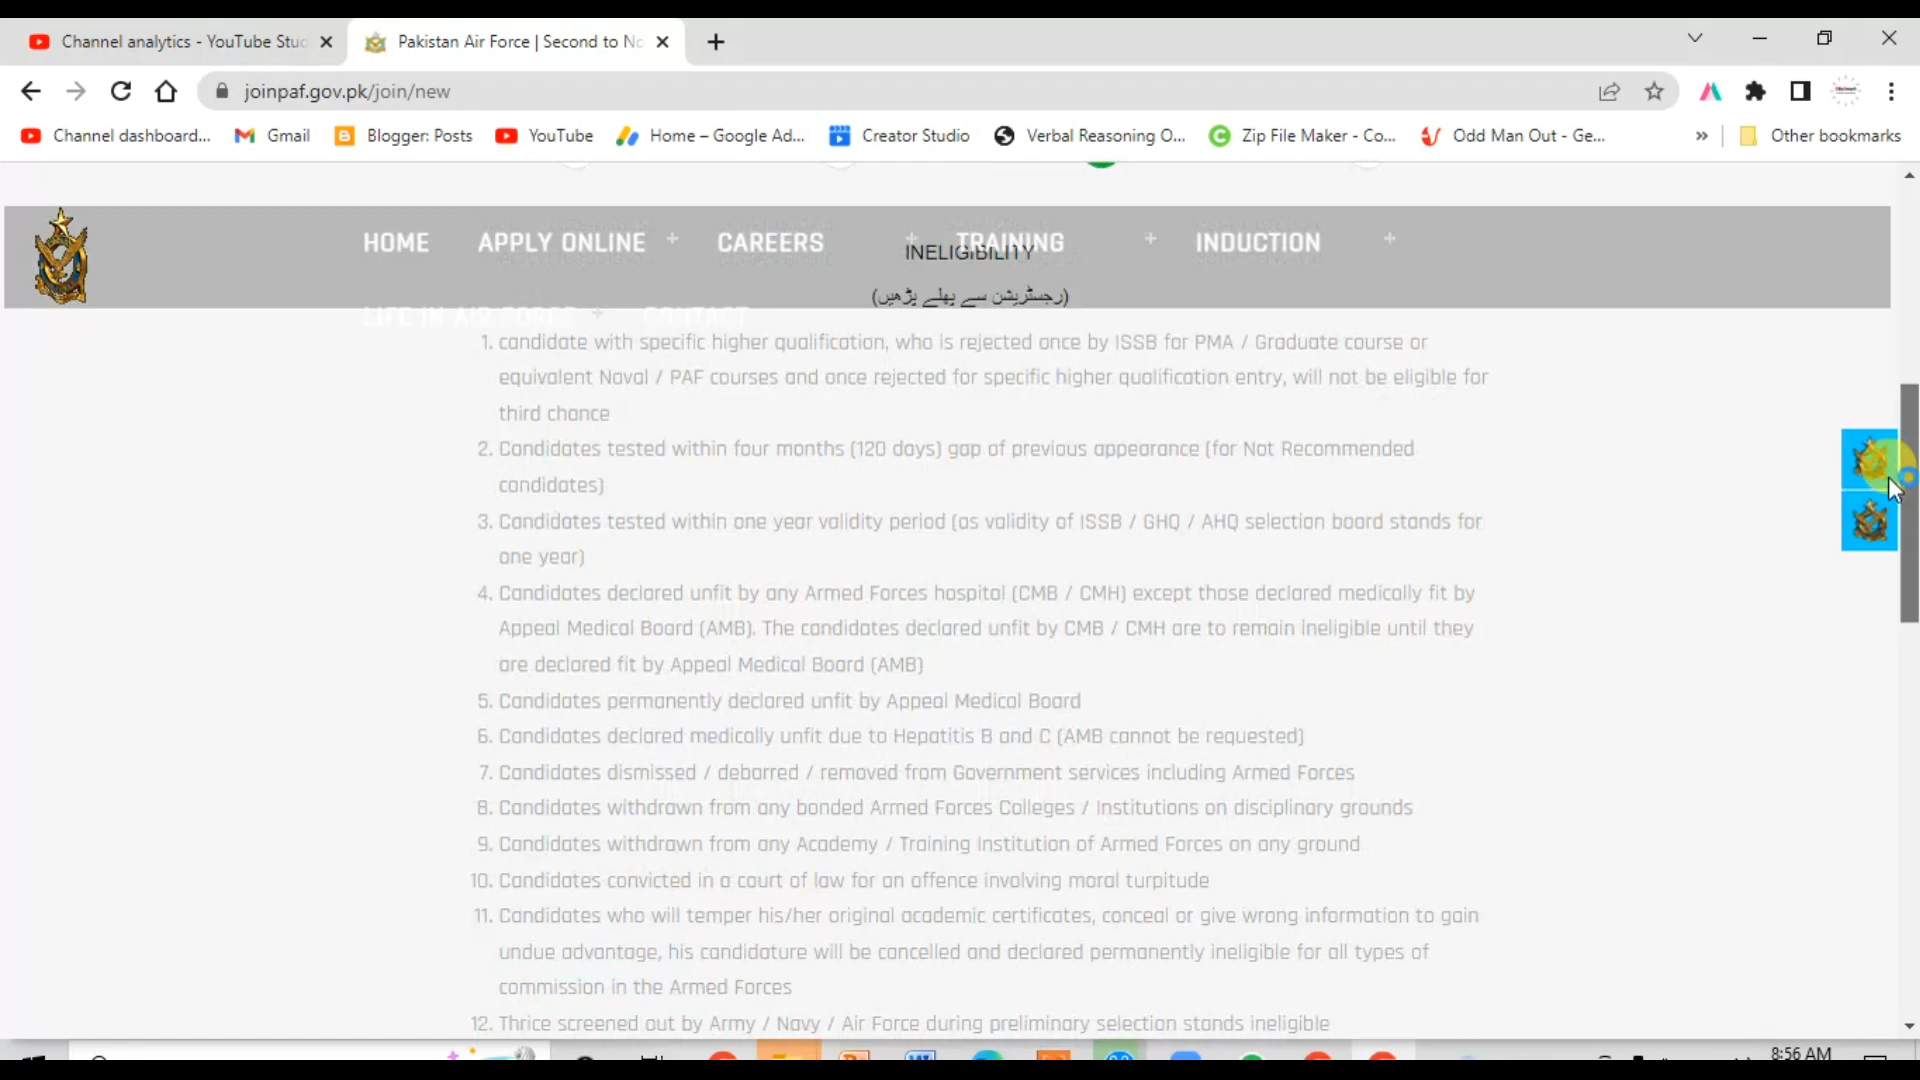 Channel analytics - YouTube Stu
Pakistan Air Force | Second to No
joinpaf.gov.pk/join/new
Channel dashboard...
Gmail
Blogger: Posts
YouTube
Home – Google Ad...
Creator Studio
Verbal Reasoning O...
Zip File Maker - Co...
Odd Man Out - Ge...
»
Other bookmarks
HOME
APPLY ONLINE +
CAREERS +
TRAINING +
INDUCTION +
INELIGIBILITY
(رجسٹریشن سے پہلے پڑھیں)
LIFE IN AIR FORCE +
CONTACT
1. candidate with specific higher qualification, who is rejected once by ISSB for PMA / Graduate course or
equivalent Naval / PAF courses and once rejected for specific higher qualification entry, will not be eligible for
third chance
2. Candidates tested within four months (120 days) gap of previous appearance (for Not Recommended
candidates)
3. Candidates tested within one year validity period (as validity of ISSB / GHQ / AHQ selection board stands for
one year)
4. Candidates declared unfit by any Armed Forces hospital (CMB / CMH) except those declared medically fit by
Appeal Medical Board (AMB). The candidates declared unfit by CMB / CMH are to remain ineligible until they
are declared fit by Appeal Medical Board (AMB)
5. Candidates permanently declared unfit by Appeal Medical Board
6. Candidates declared medically unfit due to Hepatitis B and C (AMB cannot be requested)
7. Candidates dismissed / debarred / removed from Government services including Armed Forces
8. Candidates withdrawn from any bonded Armed Forces Colleges / Institutions on disciplinary grounds
9. Candidates withdrawn from any Academy / Training Institution of Armed Forces on any ground
10. Candidates convicted in a court of law for an offence involving moral turpitude
11. Candidates who will temper his/her original academic certificates, conceal or give wrong information to gain
undue advantage, his candidature will be cancelled and declared permanently ineligible for all types of
commission in the Armed Forces
12. Thrice screened out by Army / Navy / Air Force during preliminary selection stands ineligible
8:56 AM